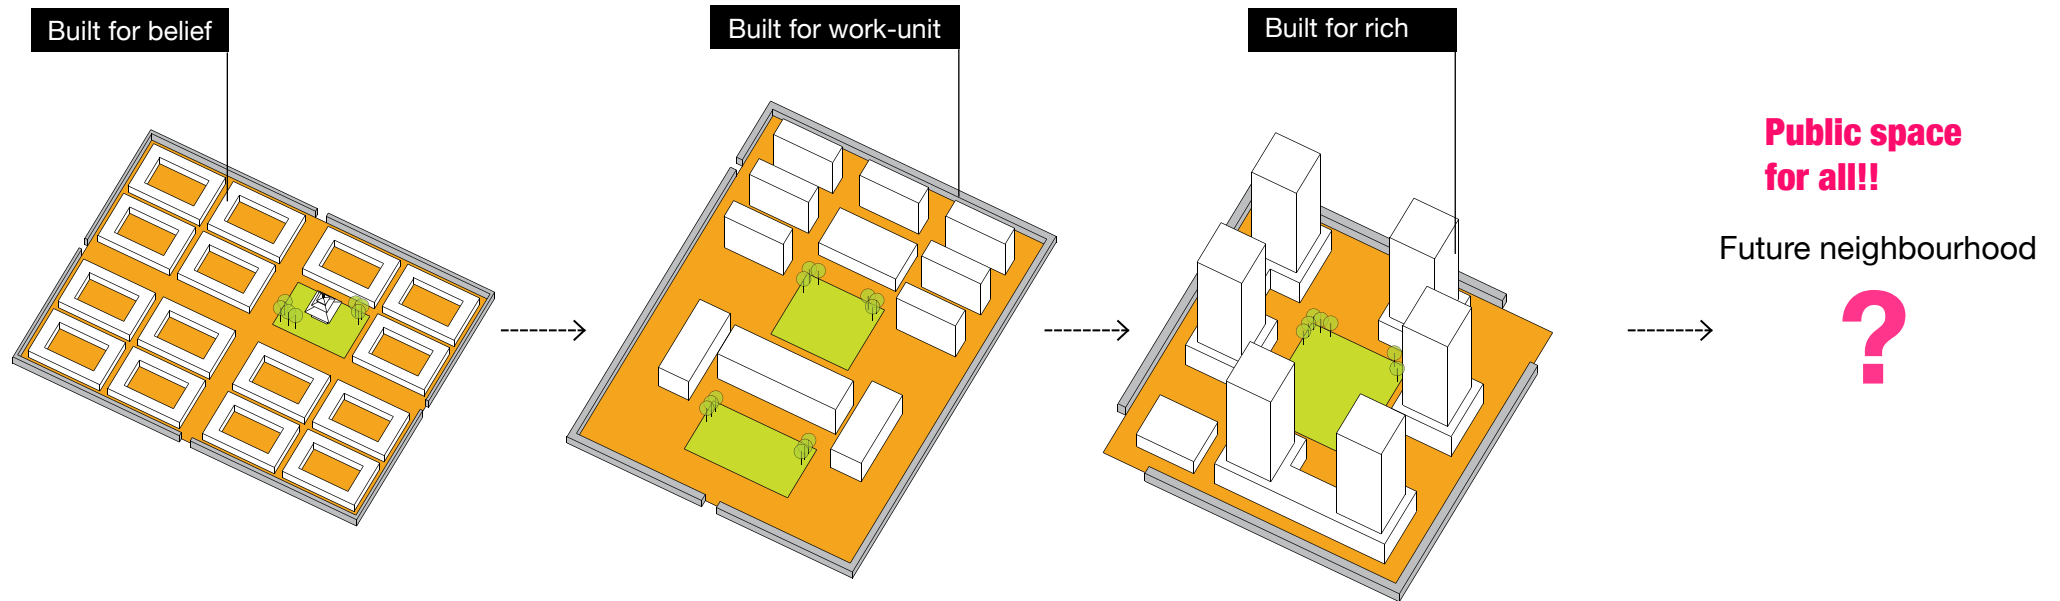 Built for belief
Built for work-unit
Built for rich
Public space
for all!!
Future neighbourhood
?